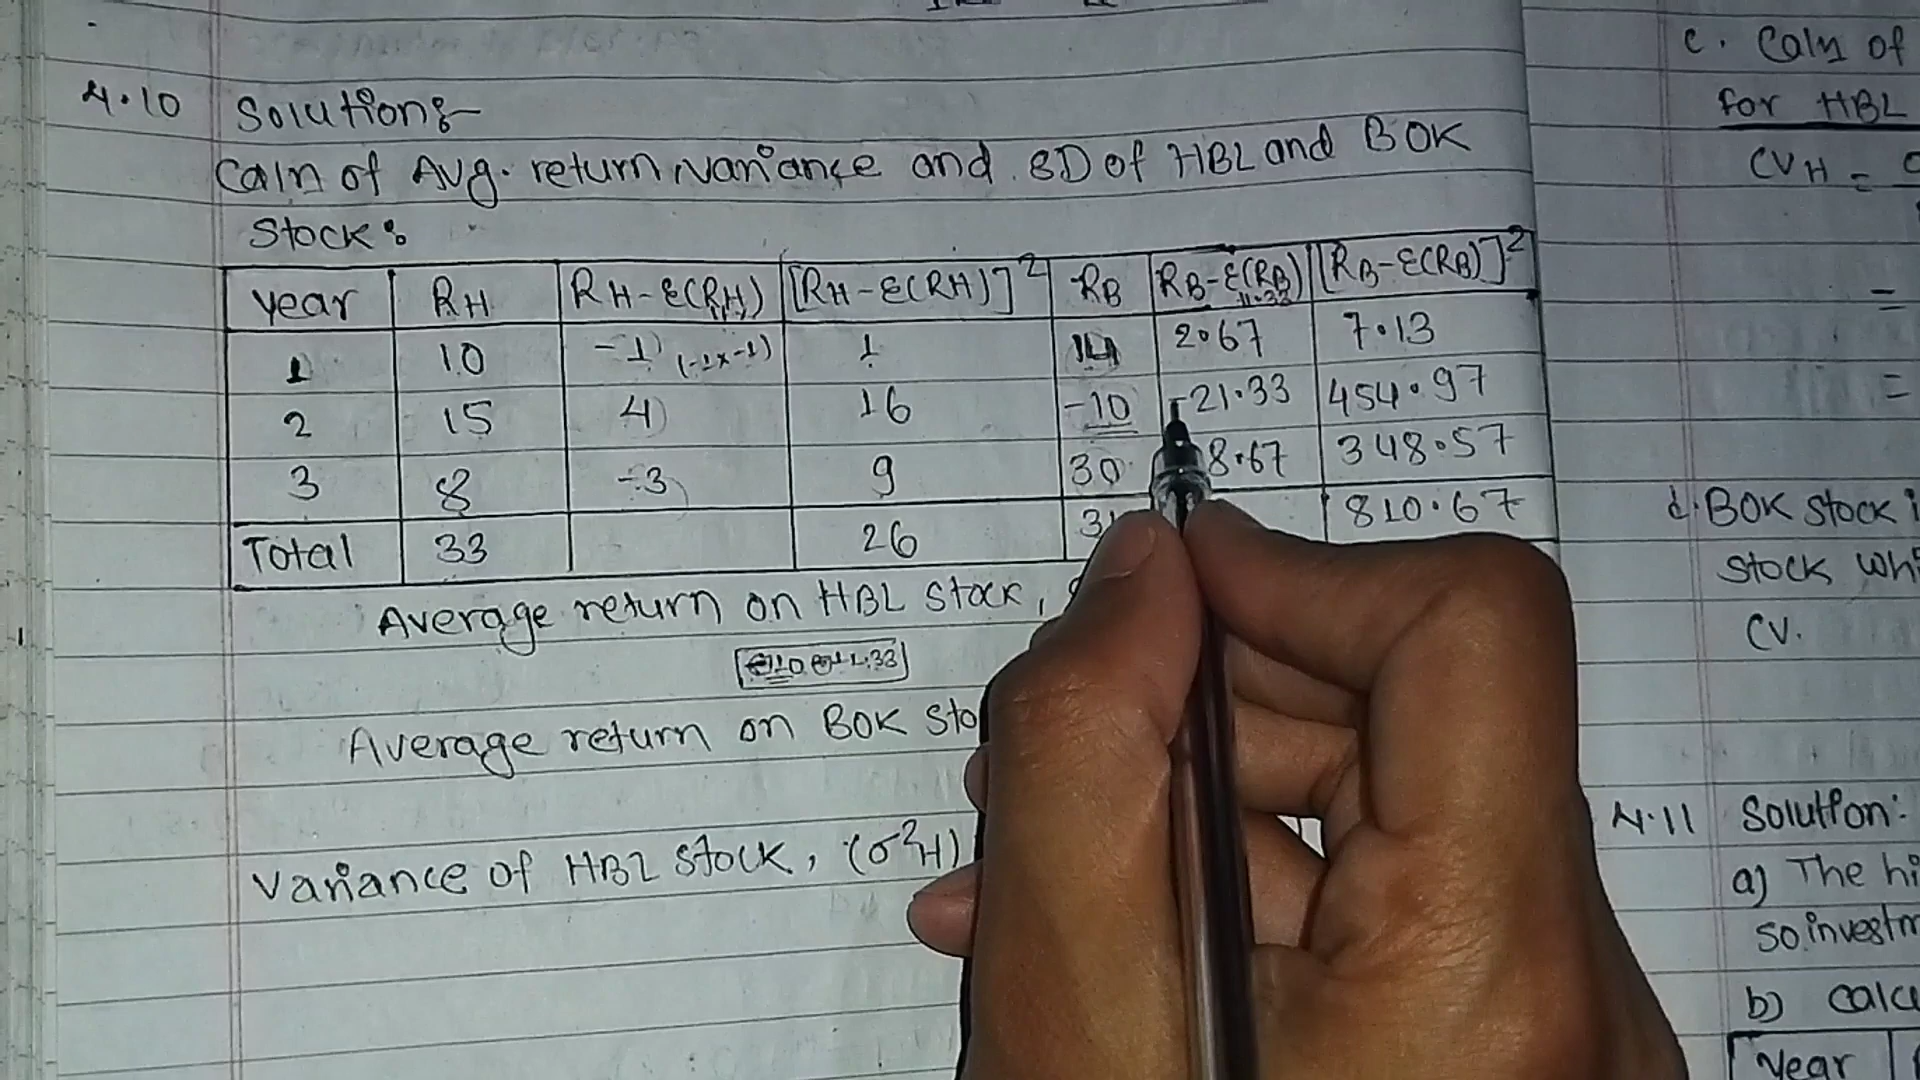 4.10 Solution:-
Caln of Avg. return, variance and SD of HBL and BOK
Stock:
year RH RH-E(RH) [RH-E(RH)]² RB RB-E(RB) [RB-E(RB)]²
11.33
1 10 -1 (-1x-1) 1 14 2.67 7.13
2 15 4 16 -10 -21.33 454.97
3 8 -3 9 30 8.67 348.57
Total 33 26 810.67
Average return on HBL Stock,
Average return on BOK
Variance of HBL Stock, (σ²H)
c. Caln of
for HBL
CVH =
=
=
d. BOK stock
stock
CV.
4.11 Solution:
a) The
so investm
b) calcu
Year